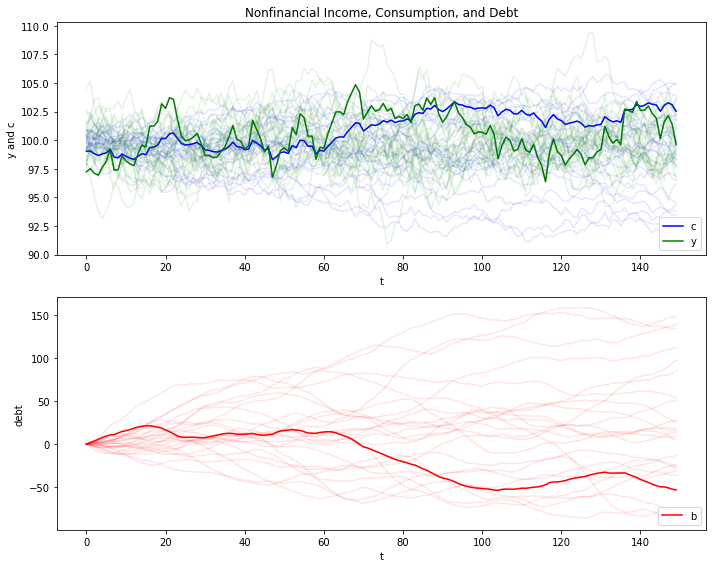 Nonfinancial Income, Consumption, and Debt
110.0
107.5
105.0
102.5
100.0
97.5
95.0
92.5
90.0
y and c
c
y
0 20 40 60 80 100 120 140
t
150
100
50
0
−50
debt
b
0 20 40 60 80 100 120 140
t